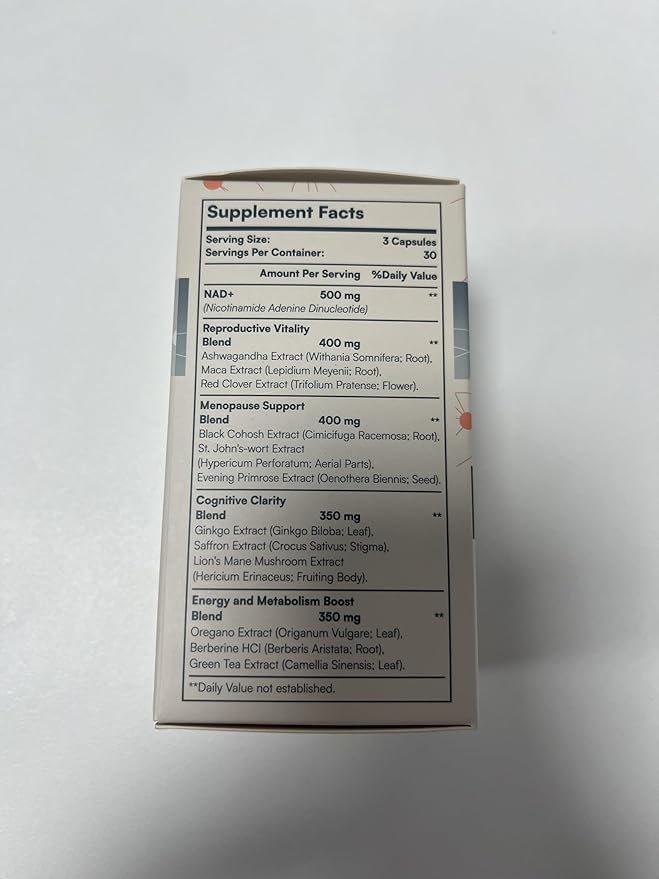 Supplement Facts
Serving Size: 3 Capsules
Servings Per Container: 30
Amount Per Serving %Daily Value
NAD+ 500 mg **
(Nicotinamide Adenine Dinucleotide)
Reproductive Vitality
Blend 400 mg **
Ashwagandha Extract (Withania Somnifera; Root),
Maca Extract (Lepidium Meyenii; Root),
Red Clover Extract (Trifolium Pratense; Flower).
Menopause Support
Blend 400 mg **
Black Cohosh Extract (Cimicifuga Racemosa; Root),
St. John's-wort Extract
(Hypericum Perforatum; Aerial Parts),
Evening Primrose Extract (Oenothera Biennis; Seed).
Cognitive Clarity
Blend 350 mg **
Ginkgo Extract (Ginkgo Biloba; Leaf),
Saffron Extract (Crocus Sativus; Stigma),
Lion's Mane Mushroom Extract
(Hericium Erinaceus; Fruiting Body).
Energy and Metabolism Boost
Blend 350 mg **
Oregano Extract (Origanum Vulgare; Leaf),
Berberine HCl (Berberis Aristata; Root),
Green Tea Extract (Camellia Sinensis; Leaf).
**Daily Value not established.